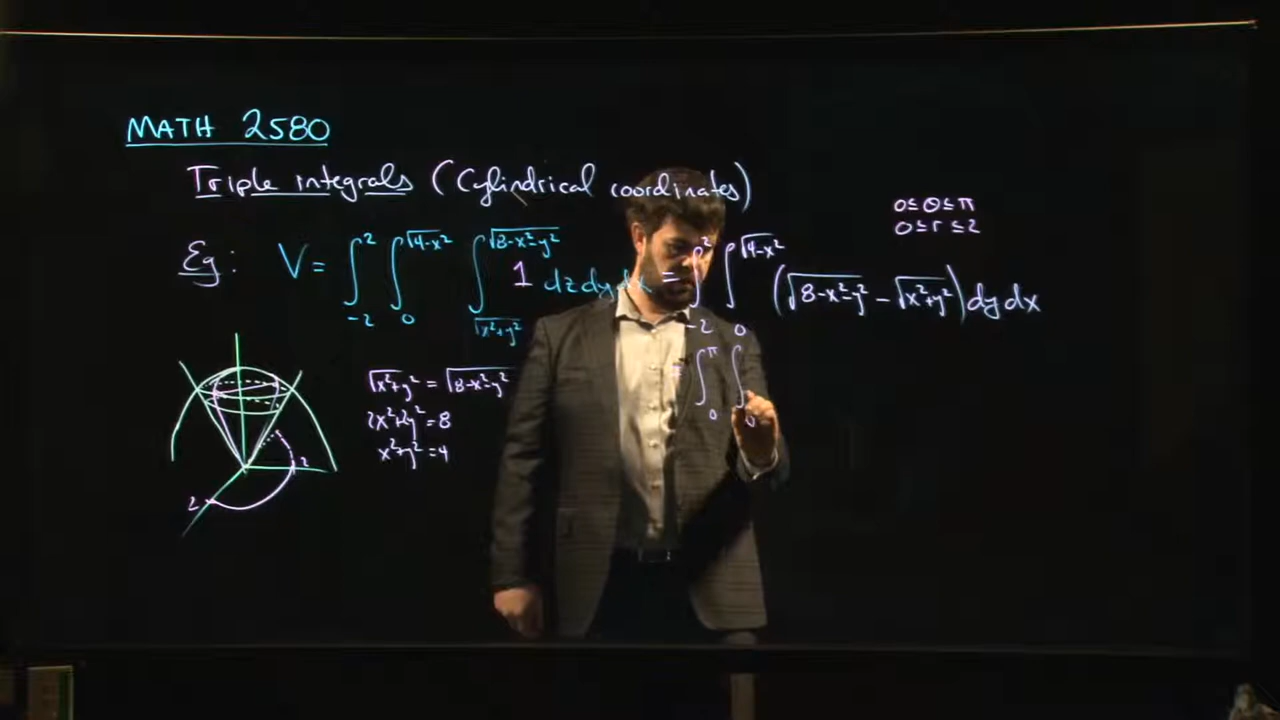 MATH 2580
Triple integrals (Cylindrical coordinates)
0≤θ≤π
0≤r≤2
Eg: V = ∫_{-2}^{2} ∫_{0}^{√(4-x²)} ∫_{√(x²+y²)}^{√(8-x²-y²)} 1 dz dy dx = ∫_{-2}^{2} ∫_{0}^{√(4-x²)} (√(8-x²-y²) - √(x²+y²)) dy dx
= ∫_{0}^{π} ∫_{0}
√(x²+y²) = √(8-x²-y²)
2x²+2y² = 8
x²+y² = 4
2
2